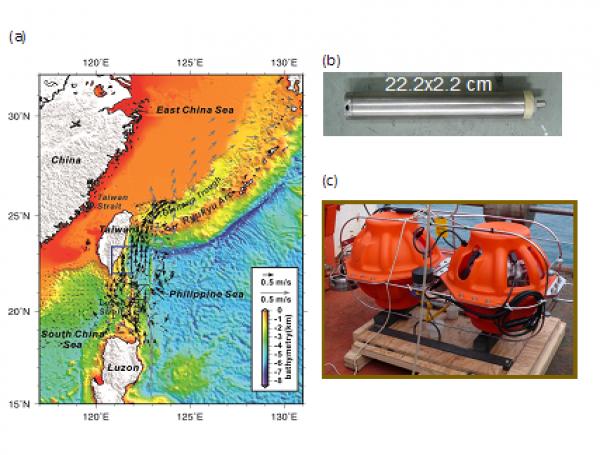 (a)
120˚E
125˚E
130˚E
30˚N
25˚N
20˚N
15˚N
East China Sea
China
Taiwan
Strait
Okinawa Trough
Ryukyu Arc
Taiwan
Philippine Sea
South China
Sea
Luzon
0.5 m/s
0.5 m/s
0
-1
-2
-3
-4
-5
-6
-7
-8
bathymetry(km)
120˚E
125˚E
130˚E
(b)
22.2x2.2 cm
(c)